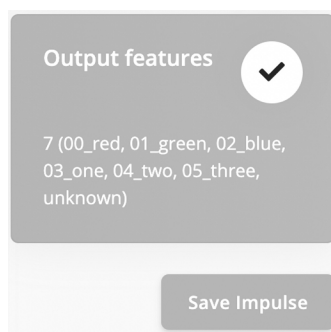 Output features
7 (00_red, 01_green, 02_blue,
03_one, 04_two, 05_three,
unknown)
Save Impulse